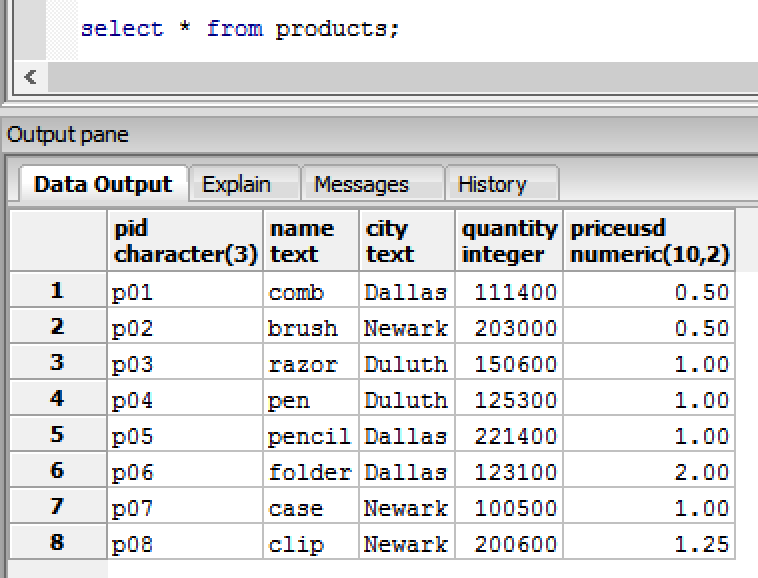 select * from products;
<
Output pane
Data Output Explain Messages History
pid name city quantity priceusd
character(3) text text integer numeric(10,2)
1 p01 comb Dallas 111400 0.50
2 p02 brush Newark 203000 0.50
3 p03 razor Duluth 150600 1.00
4 p04 pen Duluth 125300 1.00
5 p05 pencil Dallas 221400 1.00
6 p06 folder Dallas 123100 2.00
7 p07 case Newark 100500 1.00
8 p08 clip Newark 200600 1.25